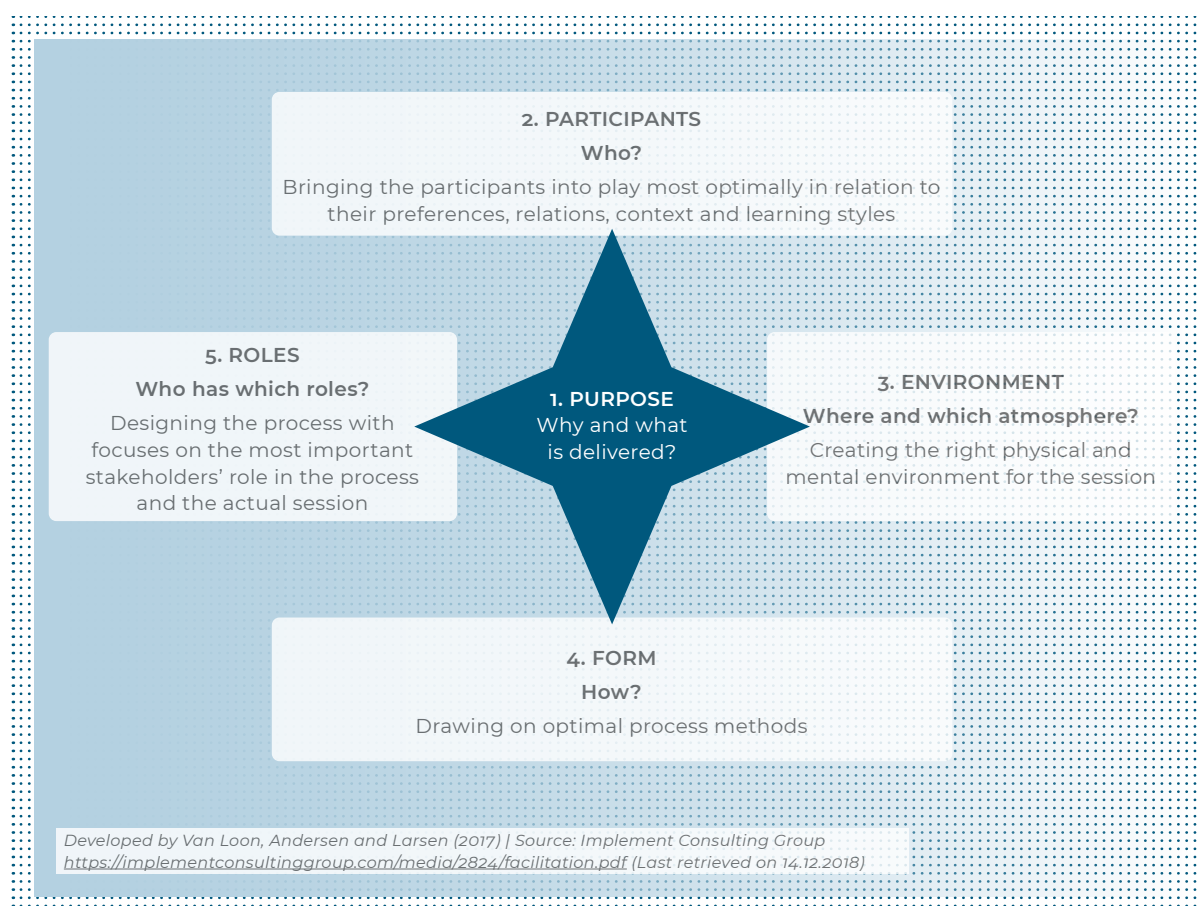 2. PARTICIPANTS
Who?
Bringing the participants into play most optimally in relation to
their preferences, relations, context and learning styles
5. ROLES
Who has which roles?
Designing the process with
focuses on the most important
stakeholders’ role in the process
and the actual session
1. PURPOSE
Why and what
is delivered?
3. ENVIRONMENT
Where and which atmosphere?
Creating the right physical and
mental environment for the session
4. FORM
How?
Drawing on optimal process methods
Developed by Van Loon, Andersen and Larsen (2017) | Source: Implement Consulting Group
https://implementconsultinggroup.com/media/2824/facilitation.pdf (Last retrieved on 14.12.2018)